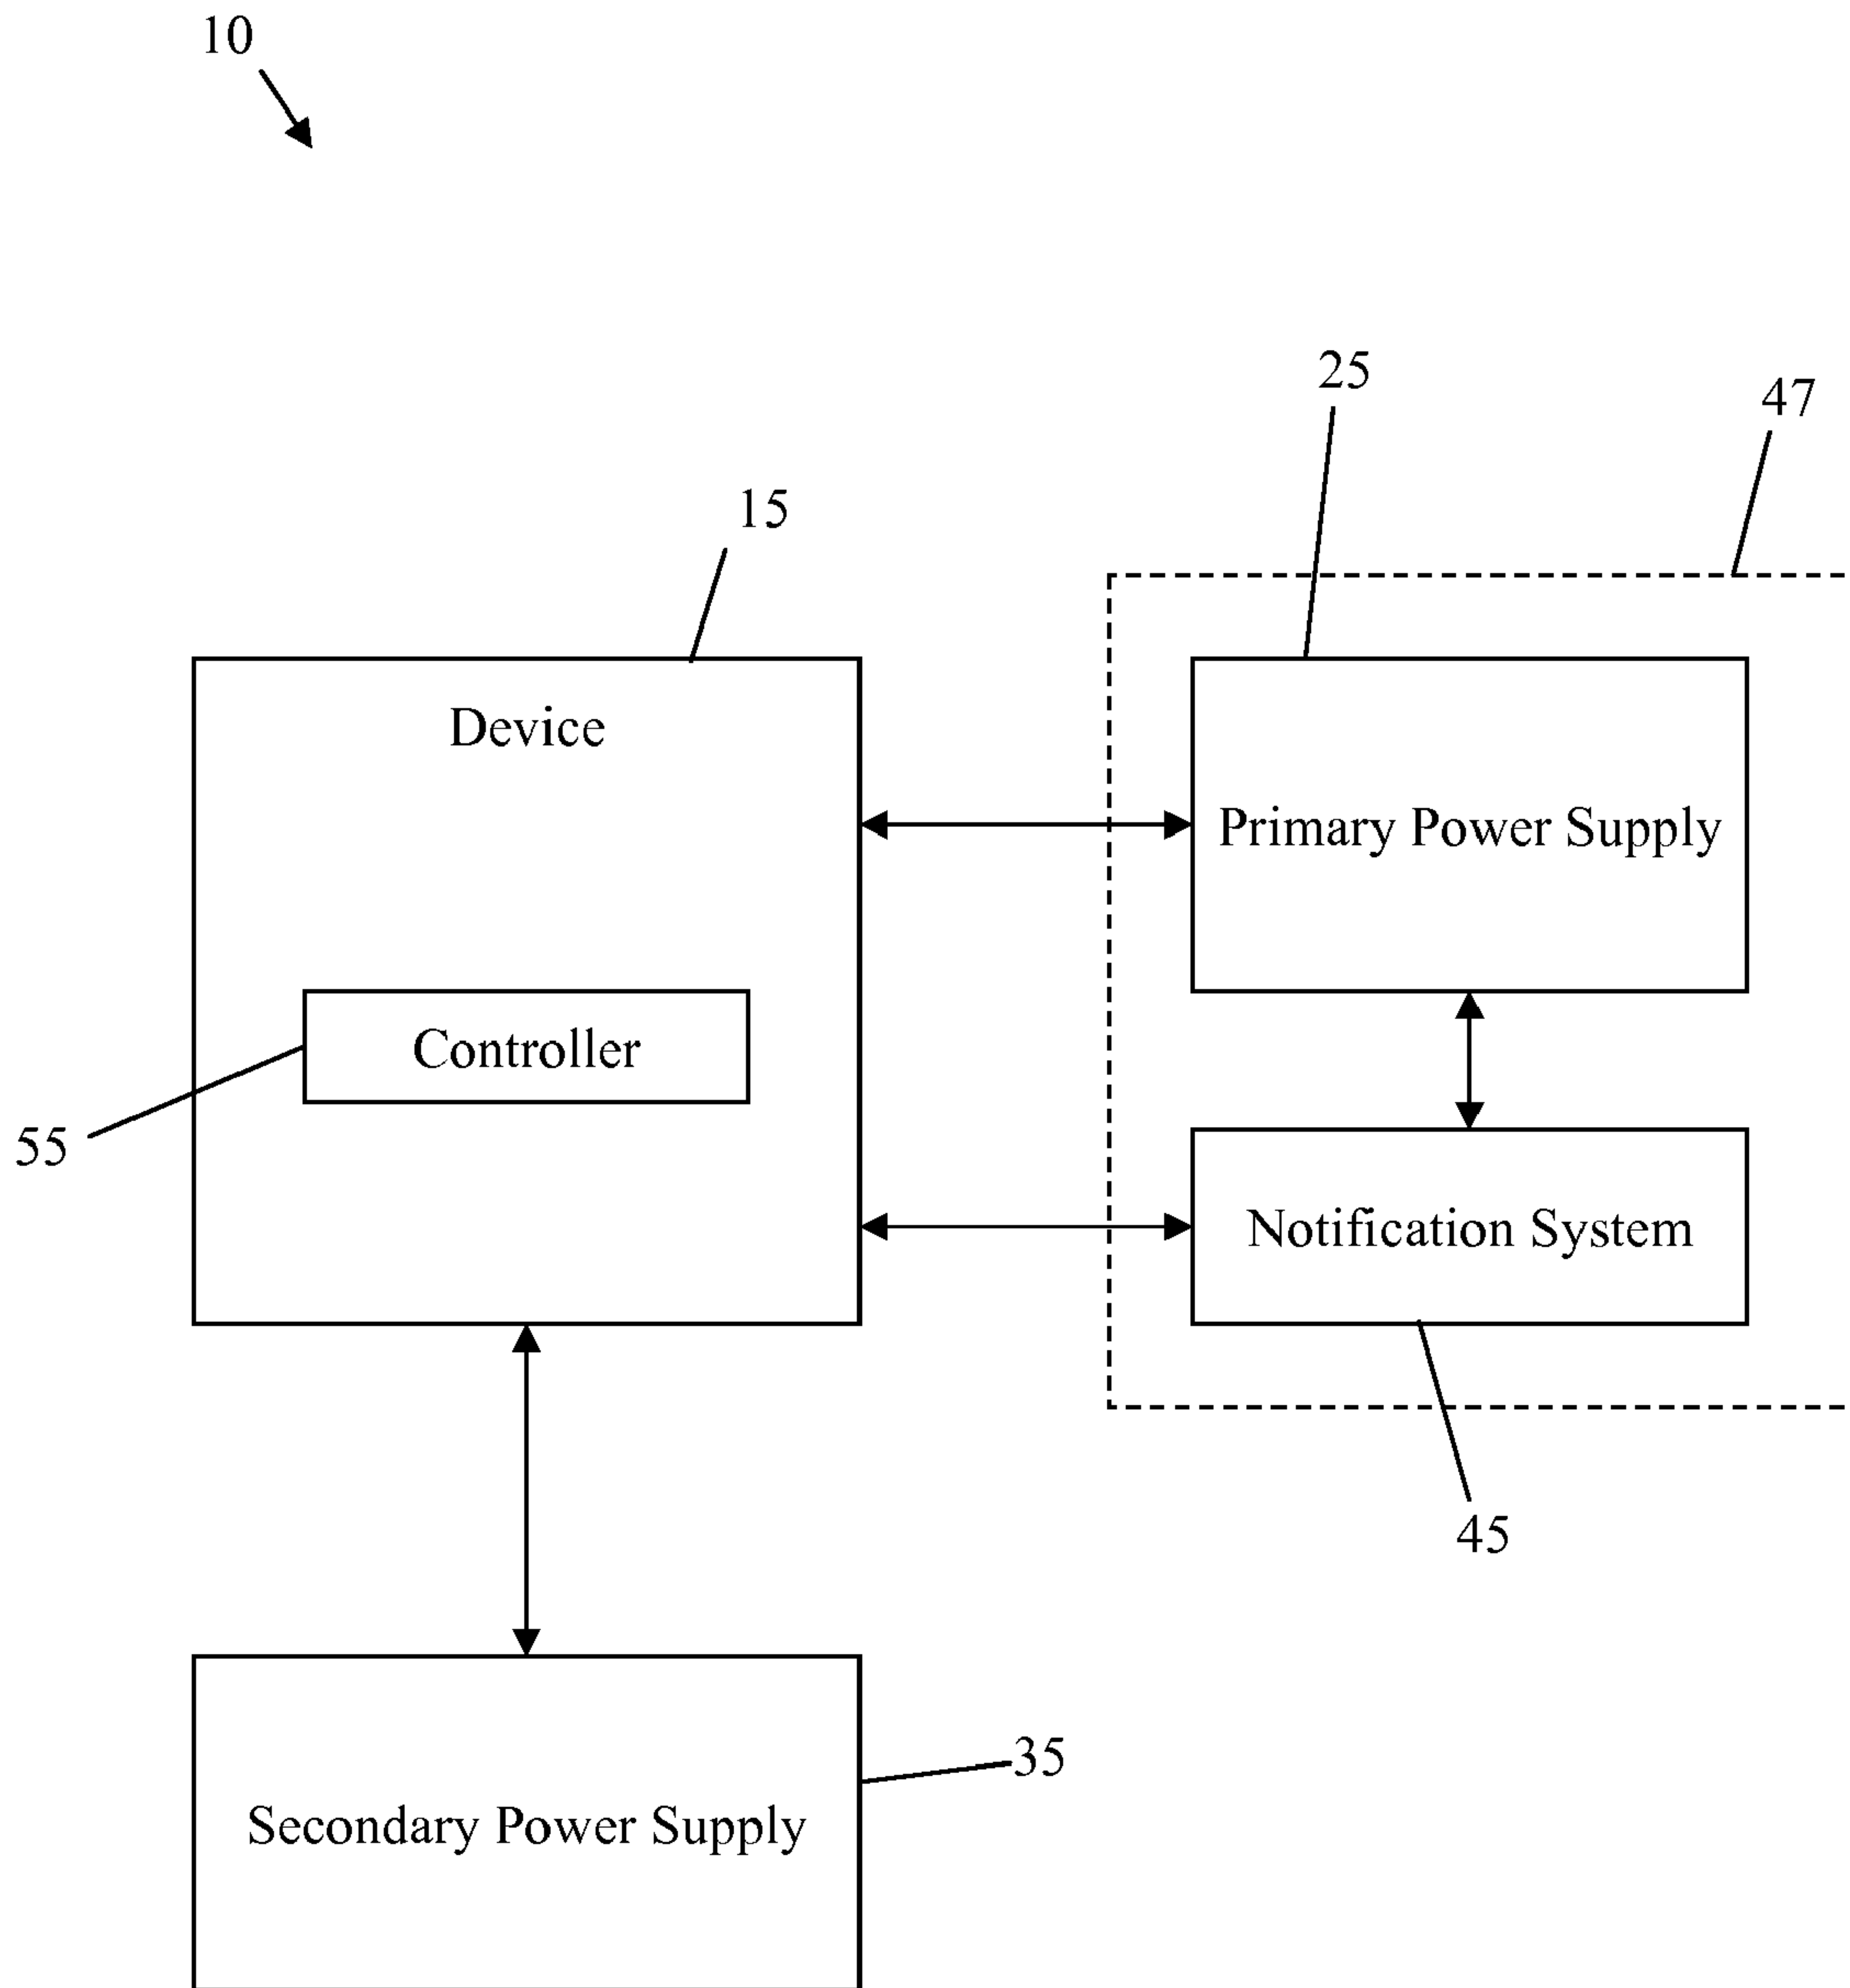 10
25
47
15
Device
Primary Power Supply
Controller
55
Notification System
45
35
Secondary Power Supply